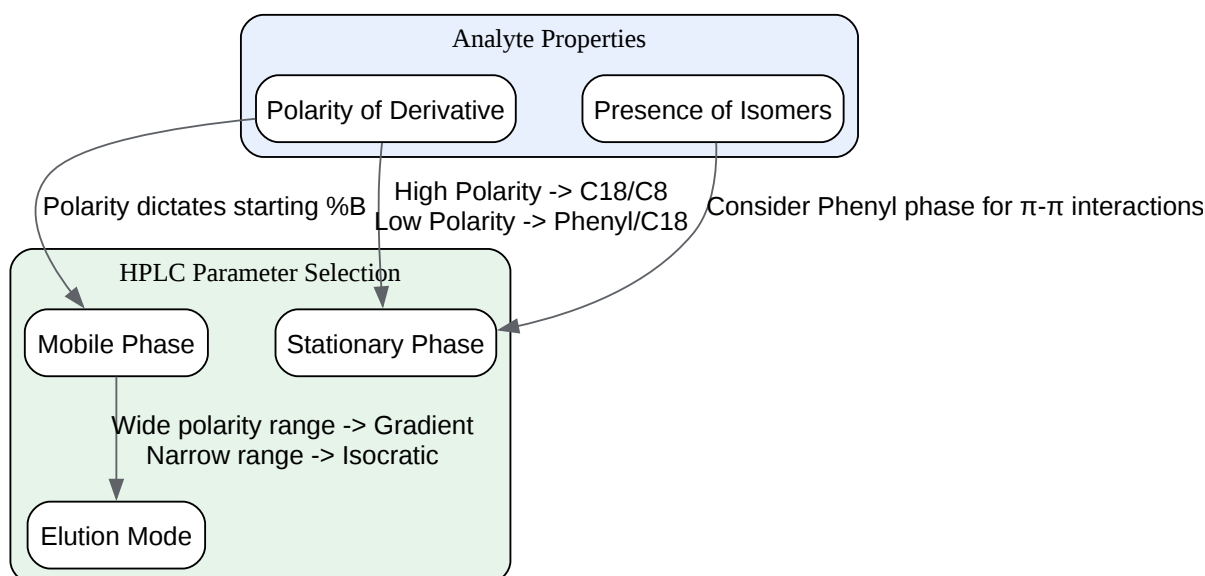 Analyte Properties
Polarity of Derivative
Presence of Isomers
Polarity dictates starting %B
High Polarity -> C18/C8
Low Polarity -> Phenyl/C18
Consider Phenyl phase for π-π interactions
HPLC Parameter Selection
Mobile Phase
Stationary Phase
Wide polarity range -> Gradient
Narrow range -> Isocratic
Elution Mode